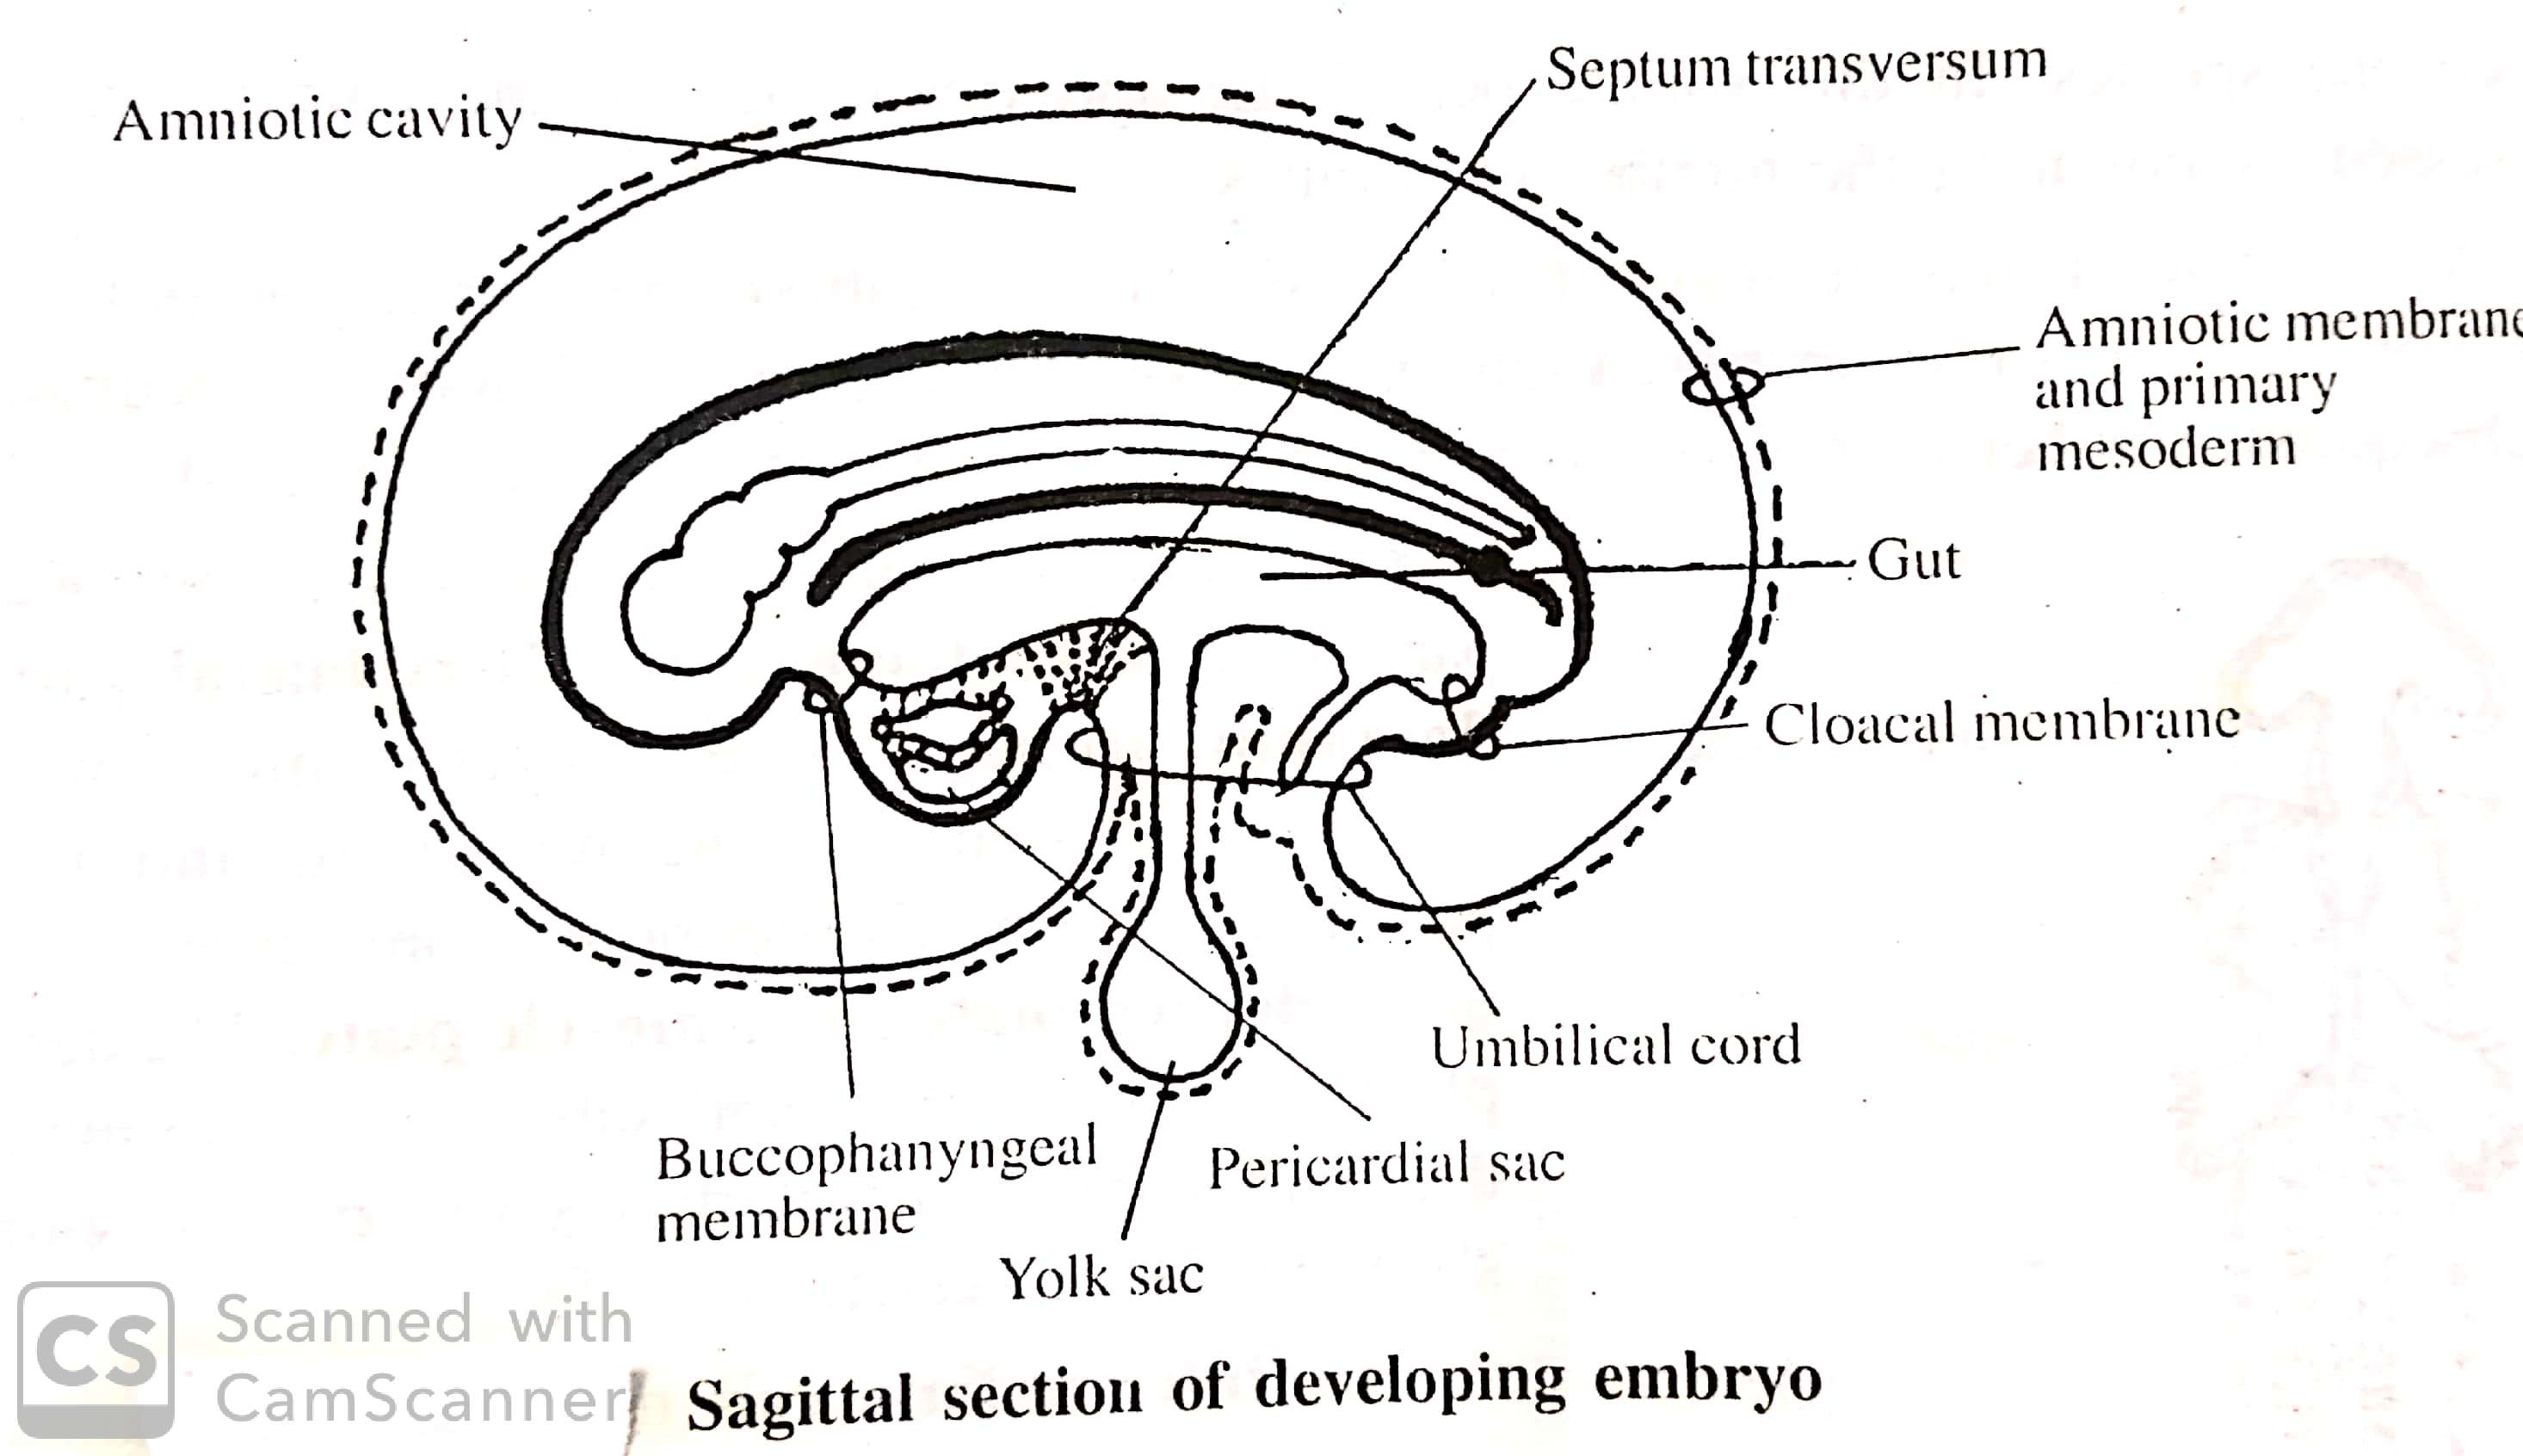 Septum transversum
Amniotic cavity
Amniotic membrane
and primary
mesoderm
Gut
Cloacal membrane
Umbilical cord
Buccophanyngeal
membrane
Pericardial sac
Yolk sac
CS
Scanned with
CamScanner
Sagittal section of developing embryo